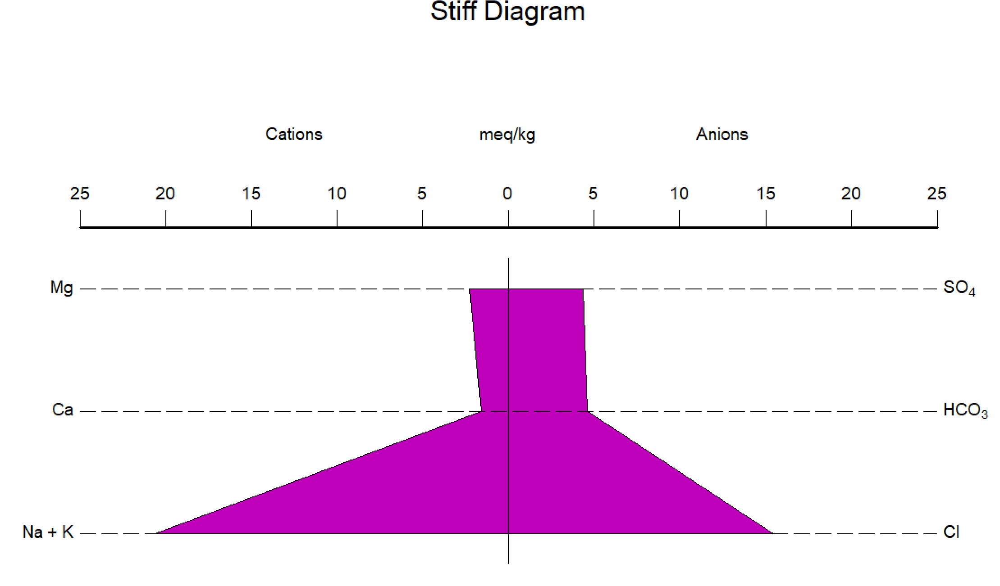 Stiff Diagram
Cations meq/kg Anions
25 20 15 10 5 0 5 10 15 20 25
Mg SO₄
Ca HCO₃
Na + K Cl